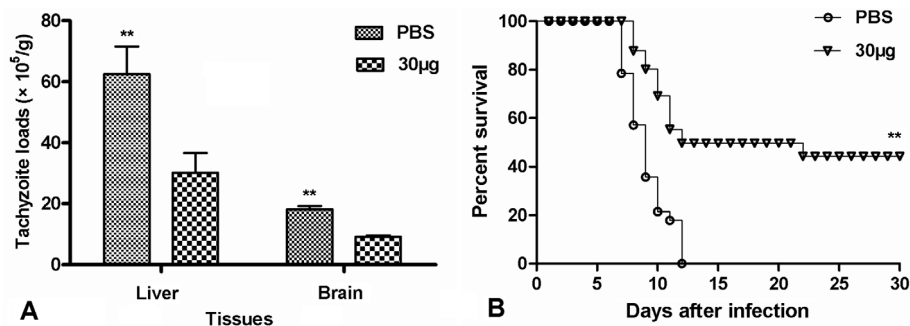 80
60
40
20
0
Tachyzoite loads (× 10⁵/g)
**
**
PBS
30µg
Liver
Brain
Tissues
A
100
80
60
40
20
0
Percent survival
PBS
30µg
**
0
5
10
15
20
25
30
Days after infection
B